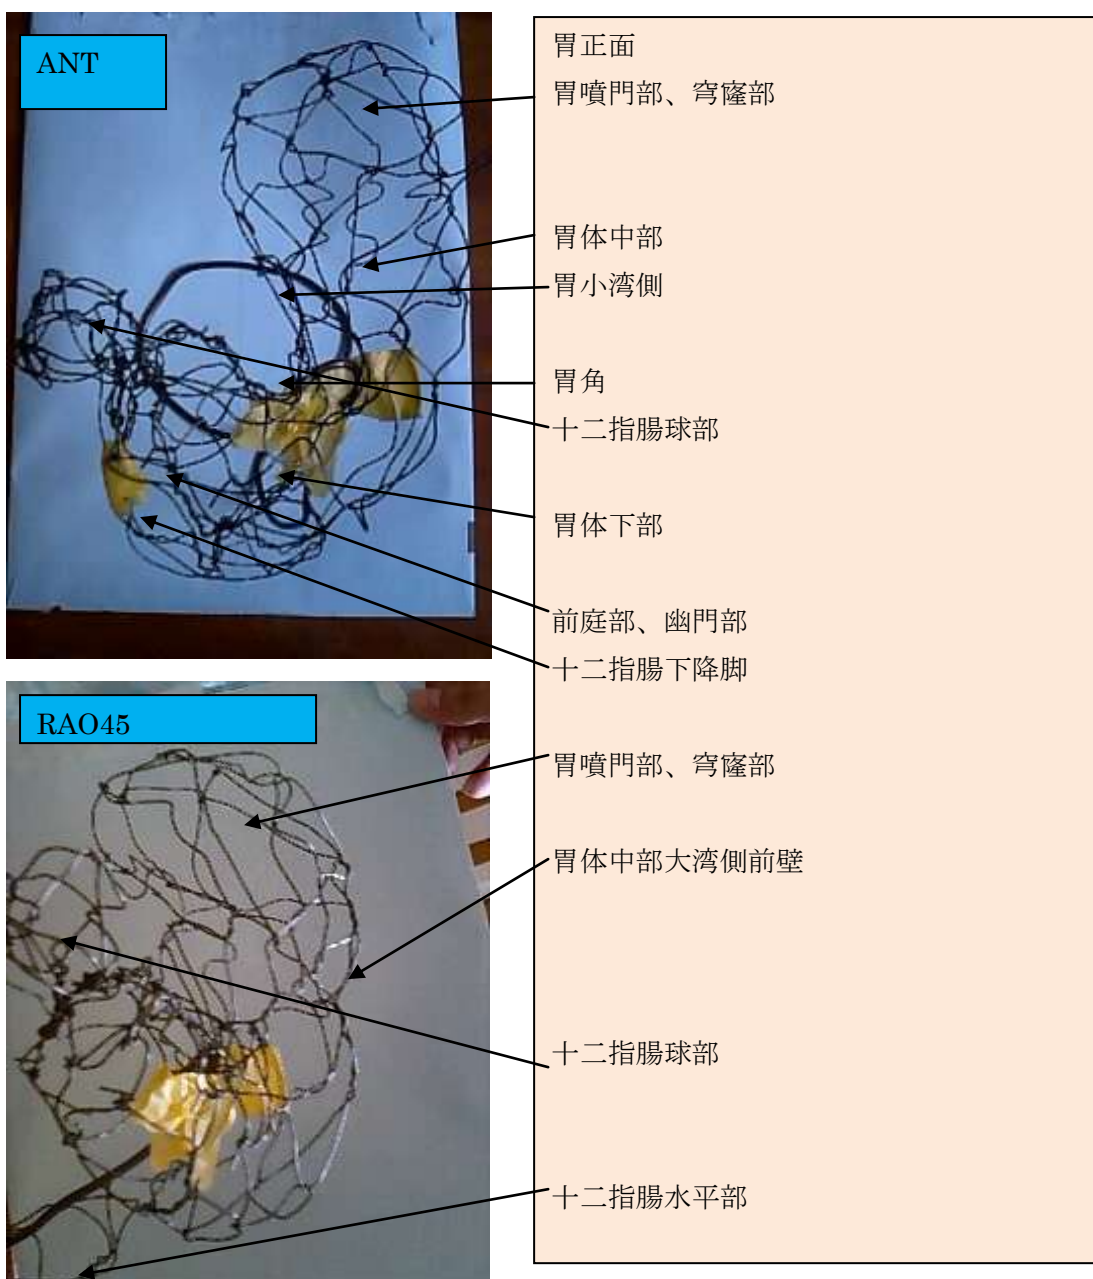 ANT
胃正面
胃噴門部、穹窿部
胃体中部
胃小湾側
胃角
十二指腸球部
胃体下部
前庭部、幽門部
十二指腸下降脚
RAO45
胃噴門部、穹窿部
胃体中部大湾側前壁
十二指腸球部
十二指腸水平部